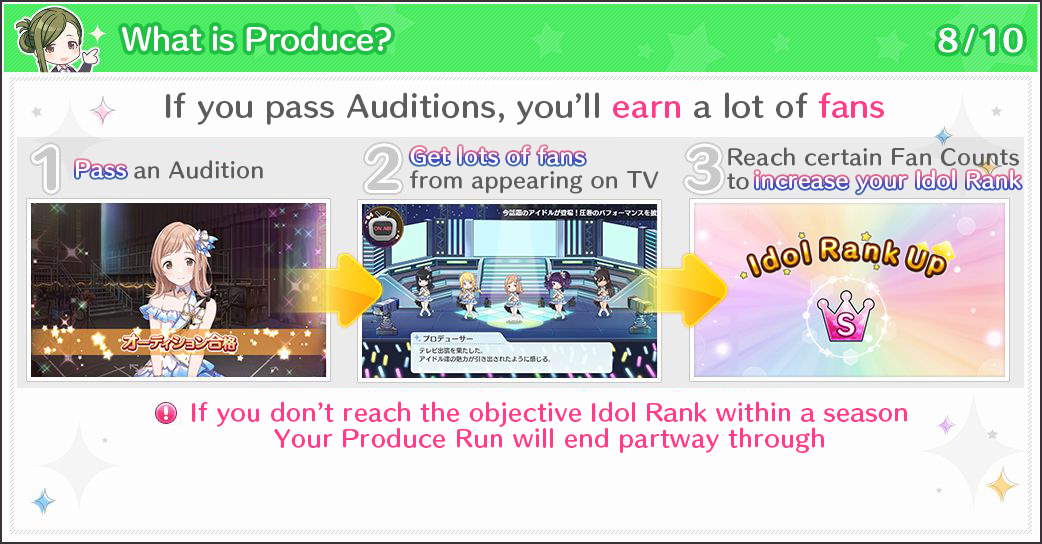 What is Produce?
8/10
If you pass Auditions, you'll earn a lot of fans
1 Pass an Audition
2 Get lots of fans
from appearing on TV
3 Reach certain Fan Counts
to increase your Idol Rank
オーディション合格
ON AIR
今話題のアイドルが登場!圧巻のパフォーマンスを披
プロデューサー
テレビ出演を果たした。
アイドル達の魅力が引き出されたように感じる。
Idol Rank Up
S
! If you don't reach the objective Idol Rank within a season
Your Produce Run will end partway through